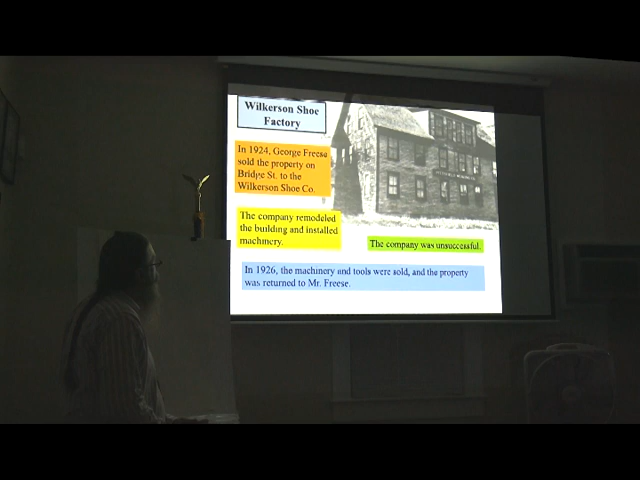 Wilkerson Shoe
Factory
In 1924, George Freese
sold the property on
Bridge St. to the
Wilkerson Shoe Co.
The company remodeled
the building and installed
machinery.
The company was unsuccessful.
In 1926, the machinery and tools were sold, and the property
was returned to Mr. Freese.